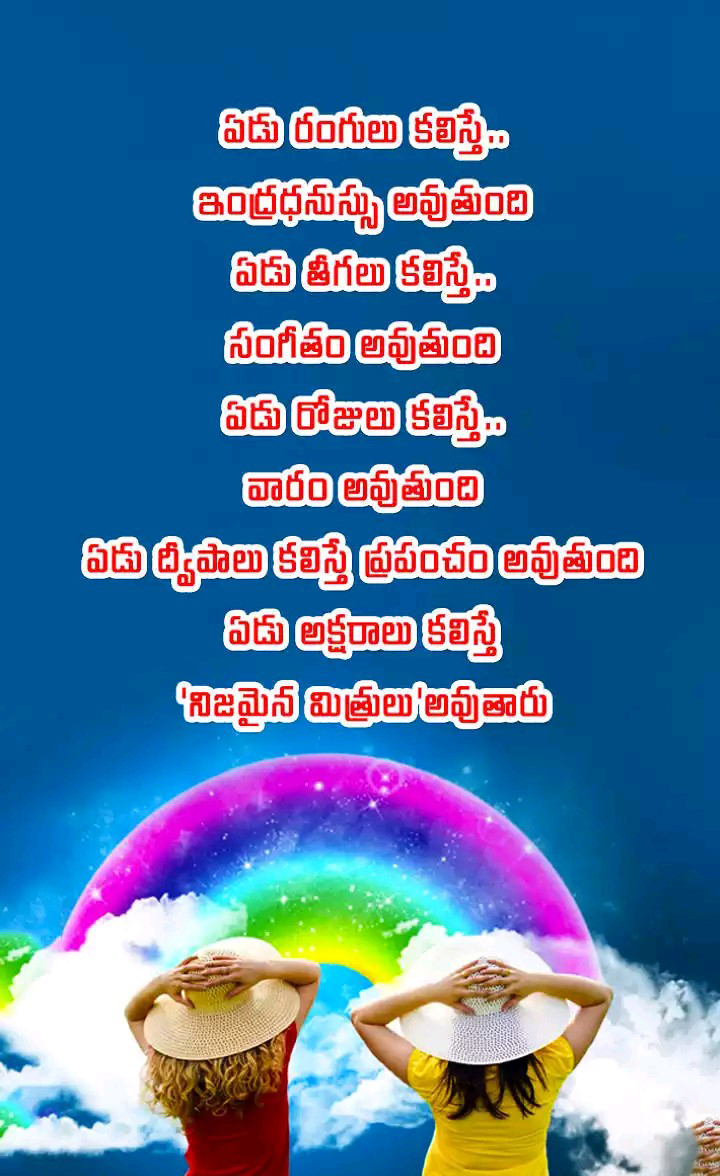 ఏడు రంగులు కలిస్తే..
ఇంద్రధనుస్సు అవుతుంది
ఏడు తీగలు కలిస్తే..
సంగీతం అవుతుంది
ఏడు రోజులు కలిస్తే..
వారం అవుతుంది
ఏడు ద్వీపాలు కలిస్తే ప్రపంచం అవుతుంది
ఏడు అక్షరాలు కలిస్తే
'నిజమైన మిత్రులు'అవుతారు